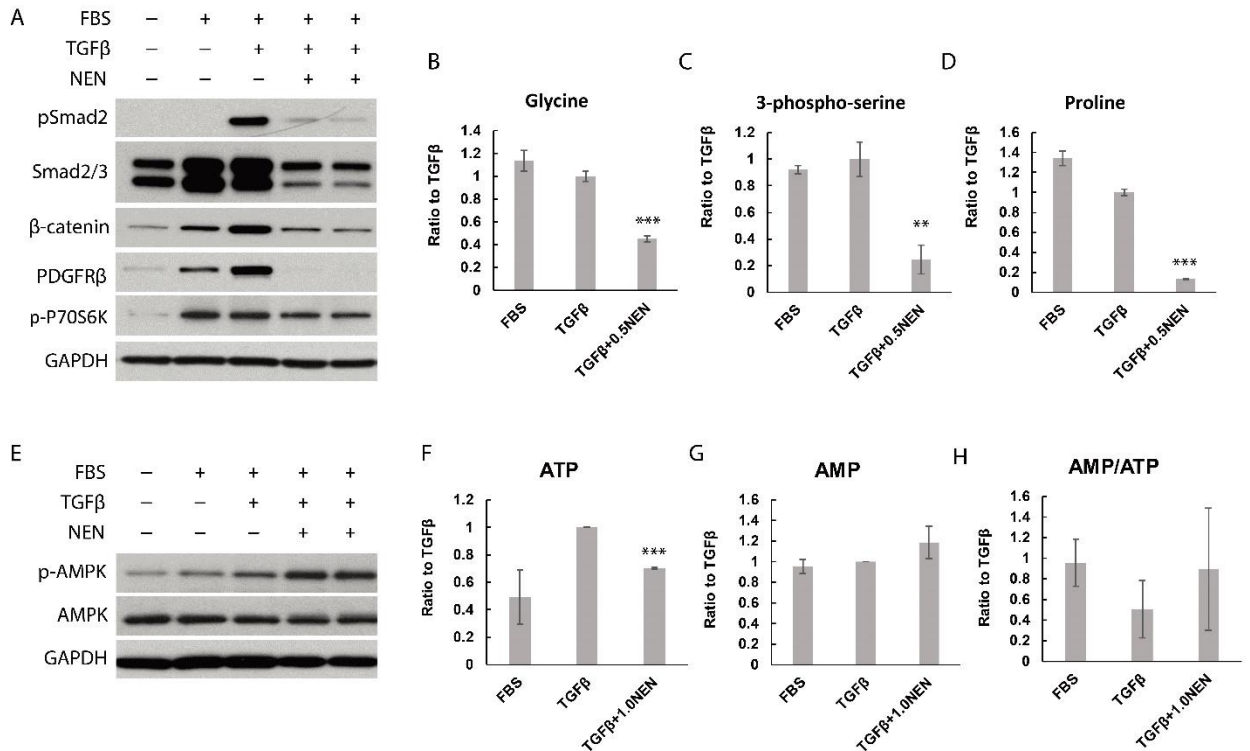 A
FBS – + + + +
TGFβ – – + + +
NEN – – – + +
pSmad2
Smad2/3
β-catenin
PDGFRβ
p-P70S6K
GAPDH
B
Glycine
Ratio to TGFβ
1.4
1.2
1
0.8
0.6
0.4
0.2
0
***
FBS
TGFβ
TGFβ+0.5NEN
C
3-phospho-serine
Ratio to TGFβ
1.2
1
0.8
0.6
0.4
0.2
0
**
FBS
TGFβ
TGFβ+0.5NEN
D
Proline
Ratio to TGFβ
1.6
1.4
1.2
1
0.8
0.6
0.4
0.2
0
***
FBS
TGFβ
TGFβ+0.5NEN
E
FBS – + + + +
TGFβ – – + + +
NEN – – – + +
p-AMPK
AMPK
GAPDH
F
ATP
Ratio to TGFβ
1.2
1
0.8
0.6
0.4
0.2
0
***
FBS
TGFβ
TGFβ+1.0NEN
G
AMP
Ratio to TGFβ
1.6
1.4
1.2
1
0.8
0.6
0.4
0.2
0
FBS
TGFβ
TGFβ+1.0NEN
H
AMP/ATP
Ratio to TGFβ
1.6
1.4
1.2
1
0.8
0.6
0.4
0.2
0
FBS
TGFβ
TGFβ+1.0NEN